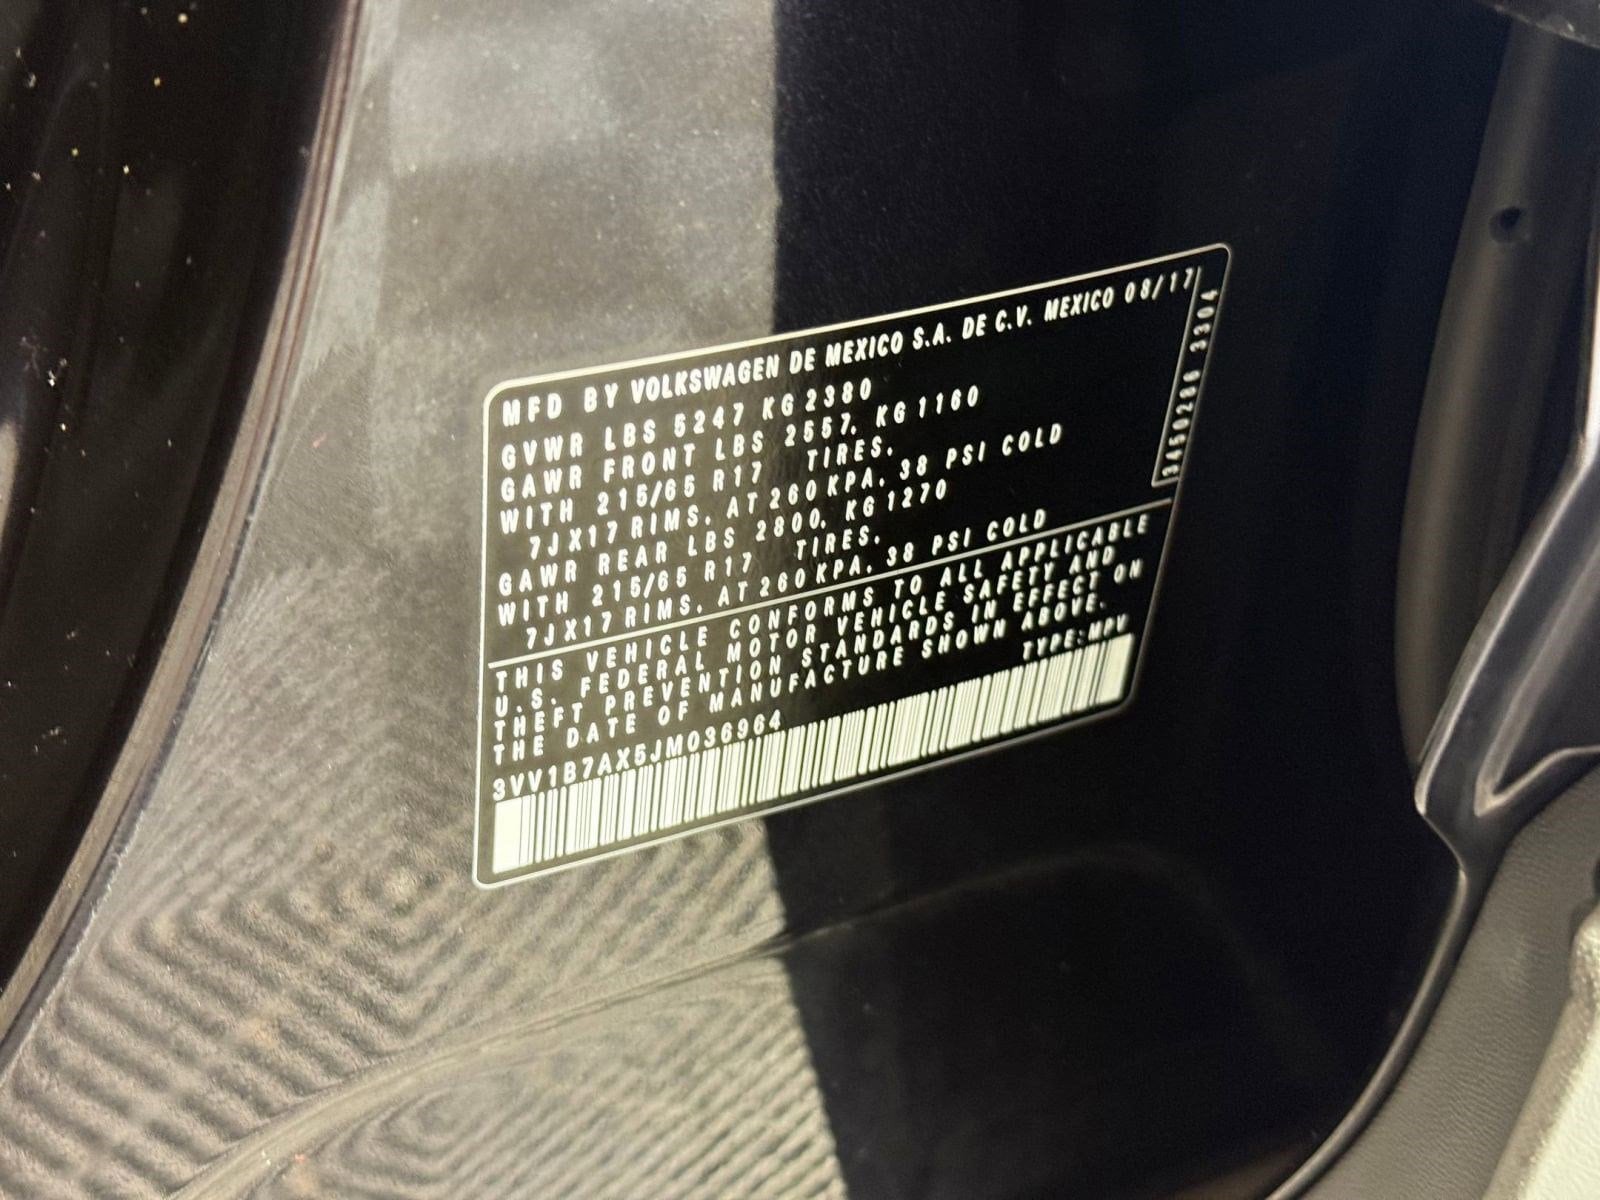 MFD BY VOLKSWAGEN DE MEXICO S.A. DE C.V. MEXICO 08/17
GVWR LBS 5247 KG 2380
GAWR FRONT LBS 2557, KG 1160
WITH 215/65 R17 TIRES,
7JX17 RIMS, AT 260 KPA, 38 PSI COLD
GAWR REAR LBS 2800, KG 1270
WITH 215/65 R17 TIRES,
7JX17 RIMS, AT 260 KPA, 38 PSI COLD
THIS VEHICLE CONFORMS TO ALL APPLICABLE
U.S. FEDERAL MOTOR VEHICLE SAFETY AND
THEFT PREVENTION STANDARDS IN EFFECT ON
THE DATE OF MANUFACTURE SHOWN ABOVE.
3VV1B7AX5JM036964 TYPE: MPV
3450286 3304